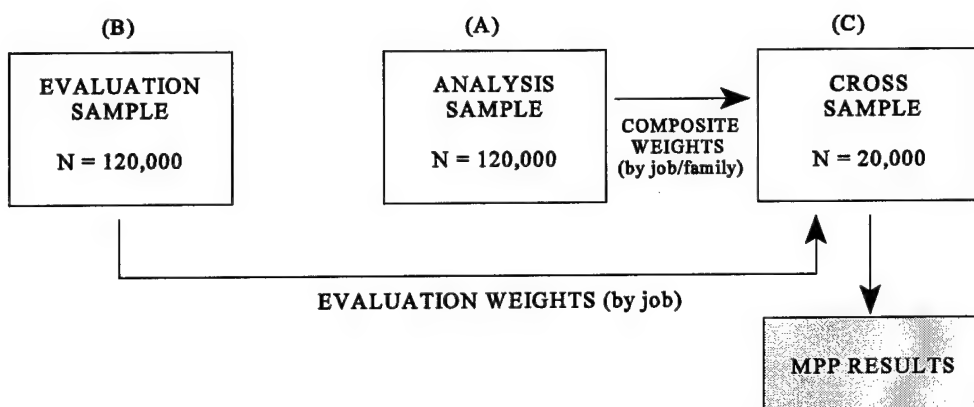 (B)
EVALUATION
SAMPLE
N = 120,000
(A)
ANALYSIS
SAMPLE
N = 120,000
COMPOSITE
WEIGHTS
(by job/family)
(C)
CROSS
SAMPLE
N = 20,000
EVALUATION WEIGHTS (by job)
MPP RESULTS